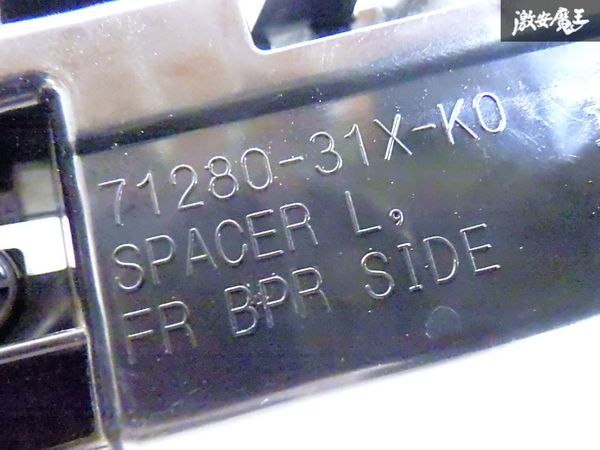 激安魔王
71280-31X-K0
SPACER L,
FR BPR SIDE